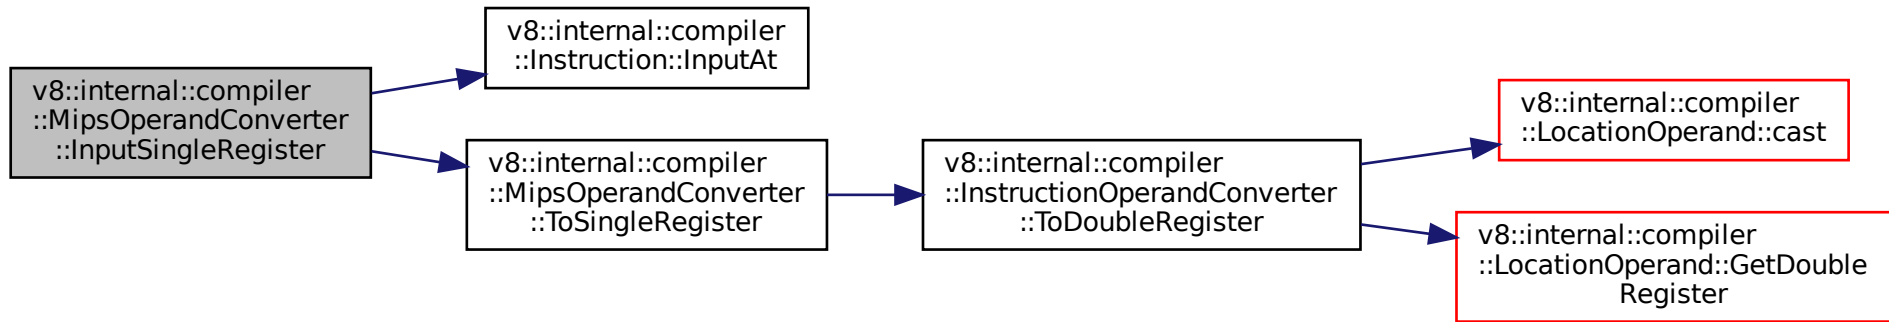 v8::internal::compiler
::MipsOperandConverter
::InputSingleRegister
v8::internal::compiler
::Instruction::InputAt
v8::internal::compiler
::MipsOperandConverter
::ToSingleRegister
v8::internal::compiler
::InstructionOperandConverter
::ToDoubleRegister
v8::internal::compiler
::LocationOperand::cast
v8::internal::compiler
::LocationOperand::GetDouble
Register